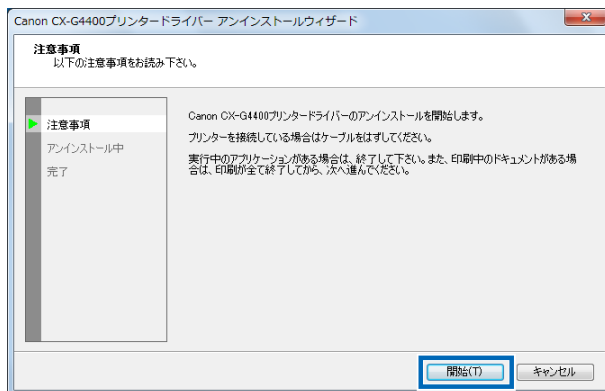 Canon CX-G4400プリンタードライバー アンインストールウィザード
注意事項
以下の注意事項をお読み下さい。
注意事項
アンインストール中
完了
Canon CX-G4400プリンタードライバーのアンインストールを開始します。
プリンターを接続している場合はケーブルをはずしてください。
実行中のアプリケーションがある場合は、終了して下さい。また、印刷中のドキュメントがある場
合は、印刷が全て終了してから、次へ進んでください。
開始(T)
キャンセル